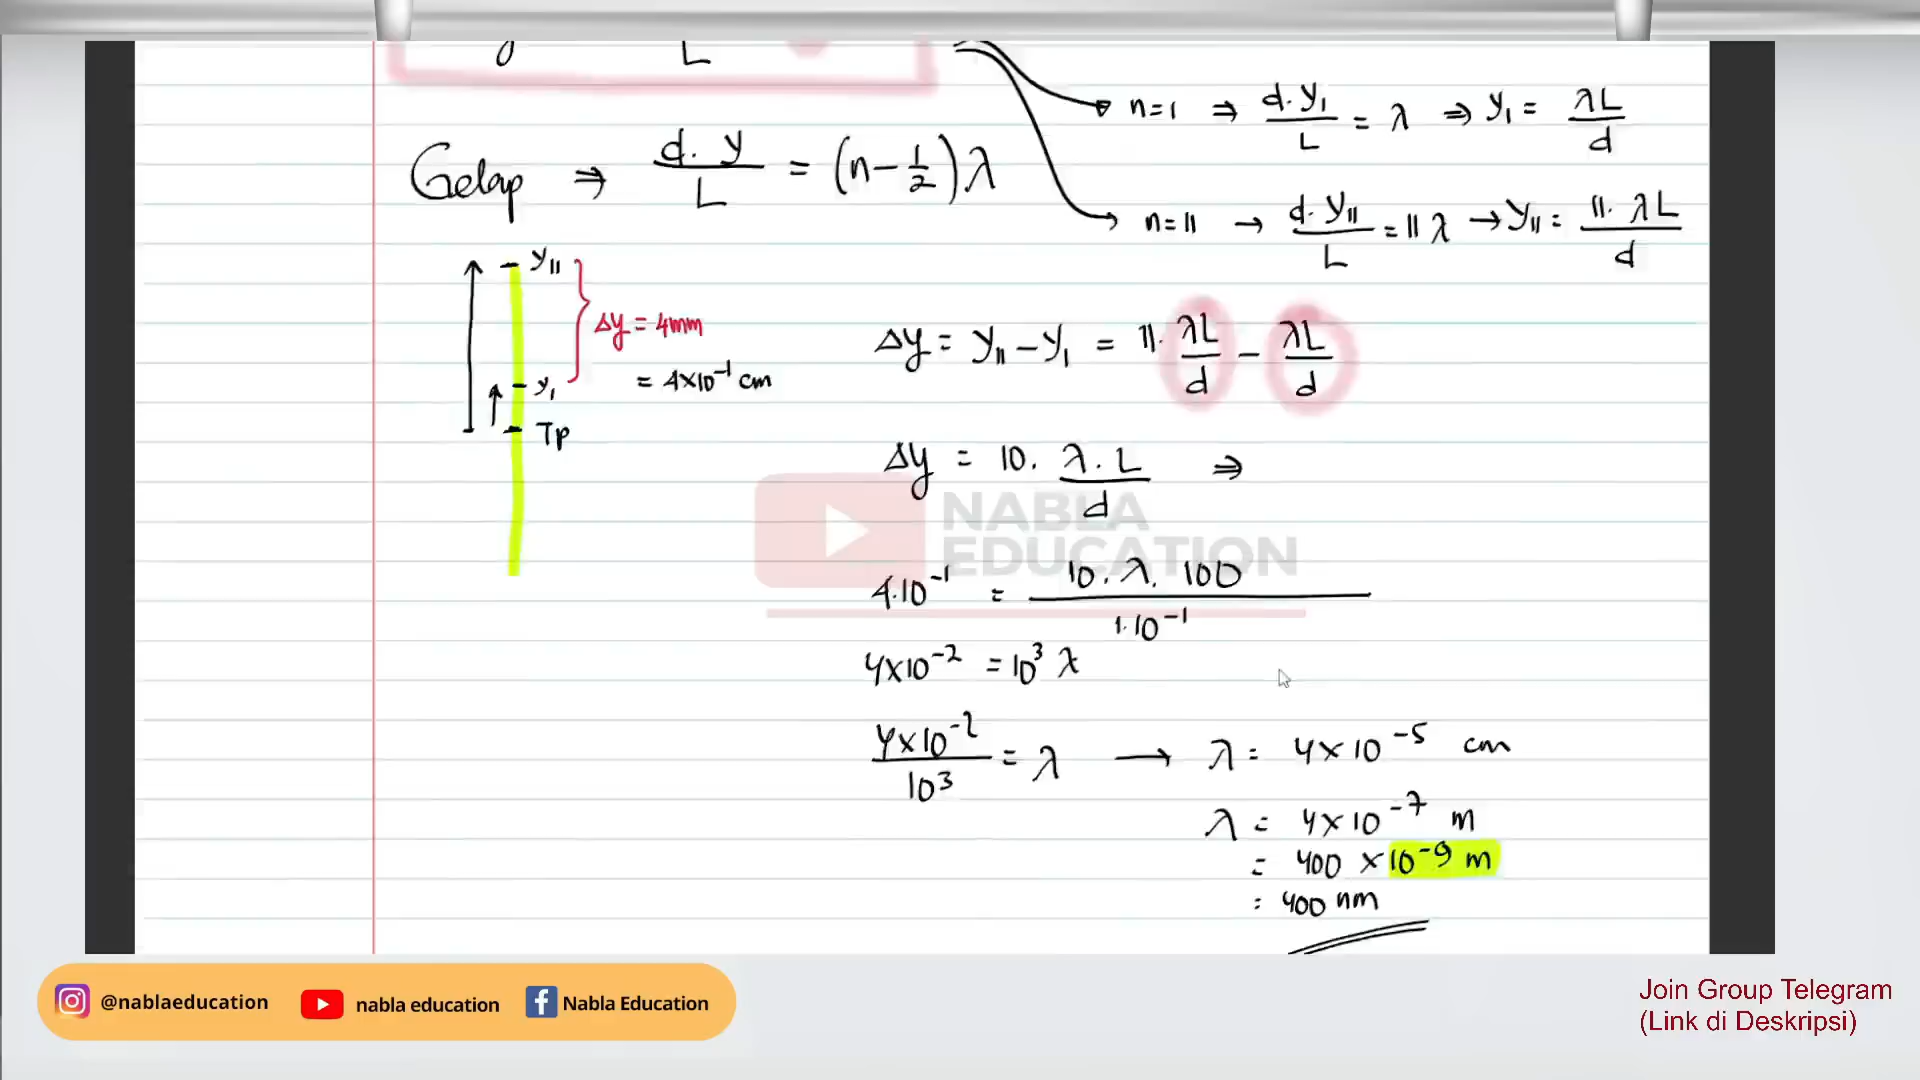 y L
n=1 ⇒ d.y₁/L = λ ⇒ y₁ = λL/d
Gelap ⇒ d.y/L = (n-1/2)λ
n=11 → d.y₁₁/L = 11λ → y₁₁ = 11.λL/d
y₁₁
Δy = 4mm
= 4×10⁻¹ cm
y₁
Tp
Δy = y₁₁ - y₁ = 11.λL/d - λL/d
Δy = 10. λ.L/d ⇒
NABLA
EDUCATION
4.10⁻¹ = 10.λ.100/1.10⁻¹
4×10⁻² = 10³ λ
4×10⁻²/10³ = λ → λ = 4×10⁻⁵ cm
λ = 4×10⁻⁷ m
= 400 ×10⁻⁹ m
= 400 nm
@nablaeducation nabla education Nabla Education
Join Group Telegram
(Link di Deskripsi)